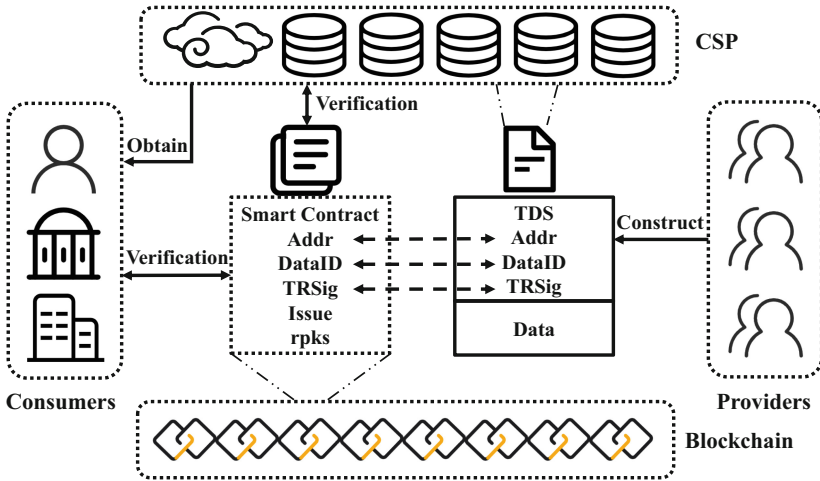 CSP
Verification
Obtain
Smart Contract
Addr
DataID
TRSig
Issue
rpks
TDS
Addr
DataID
TRSig
Data
Construct
Verification
Consumers
Providers
Blockchain